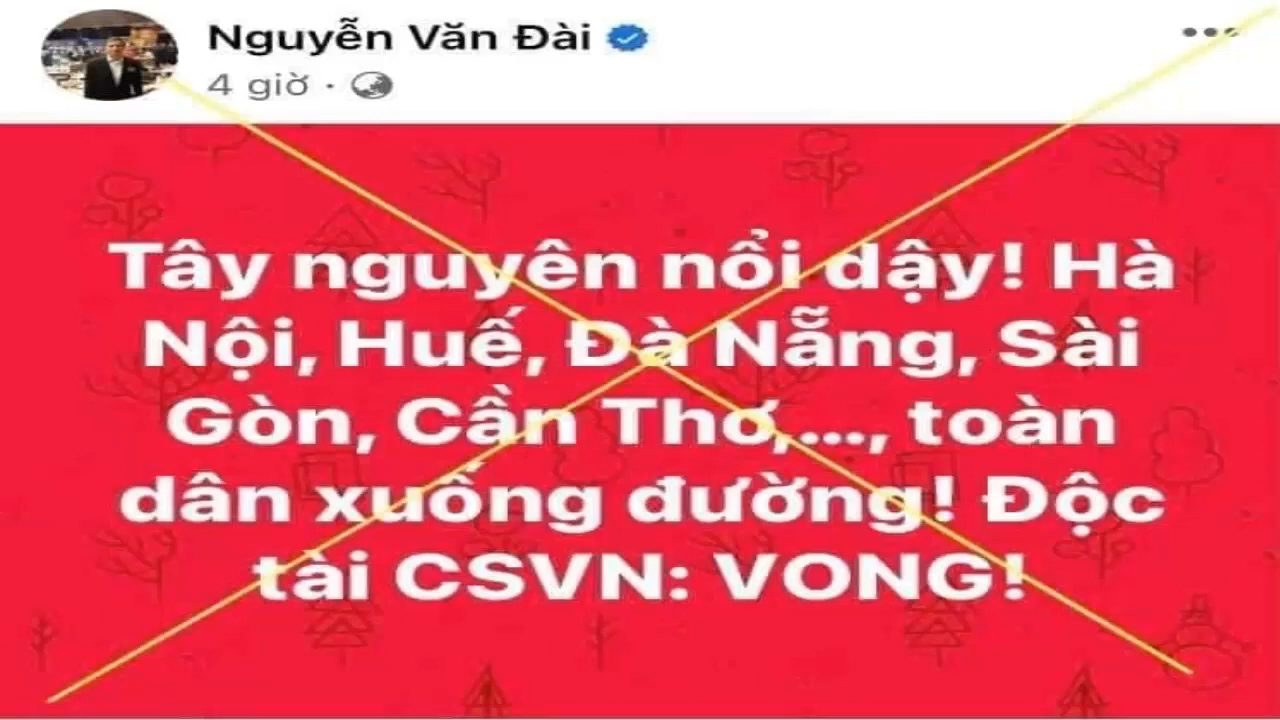 Nguyễn Văn Đài
4 giờ ·
Tây nguyên nổi dậy! Hà
Nội, Huế, Đà Nẵng, Sài
Gòn, Cần Thơ,..., toàn
dân xuống đường! Độc
tài CSVN: VONG!